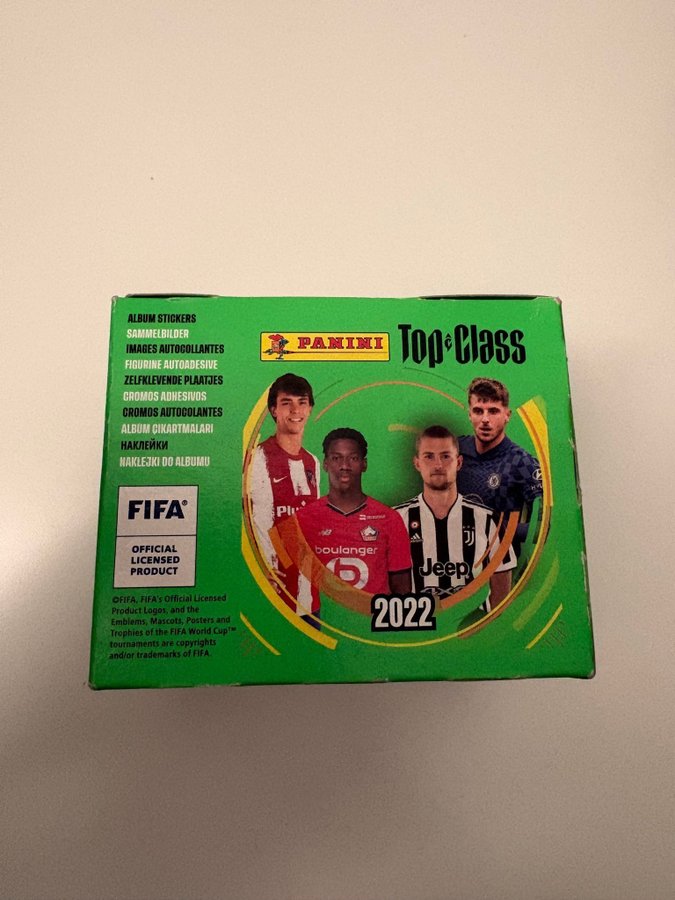 ALBUM STICKERS
SAMMELBILDER
IMAGES AUTOCOLLANTES
FIGURINE AUTOADESIVE
ZELFKLEVENDE PLAATJES
CROMOS ADHESIVOS
CROMOS AUTOCOLANTES
ALBUM ÇIKARTMALARI
НАКЛЕЙКИ
NAKLEJKI DO ALBUMU
FIFA®
OFFICIAL
LICENSED
PRODUCT
©FIFA, FIFA's Official Licensed
Product Logos, and the
Emblems, Mascots, Posters and
Trophies of the FIFA World Cup™
tournaments are copyrights
and/or trademarks of FIFA.
PANINI
Top Class
Plu
boulanger
Jeep
2022